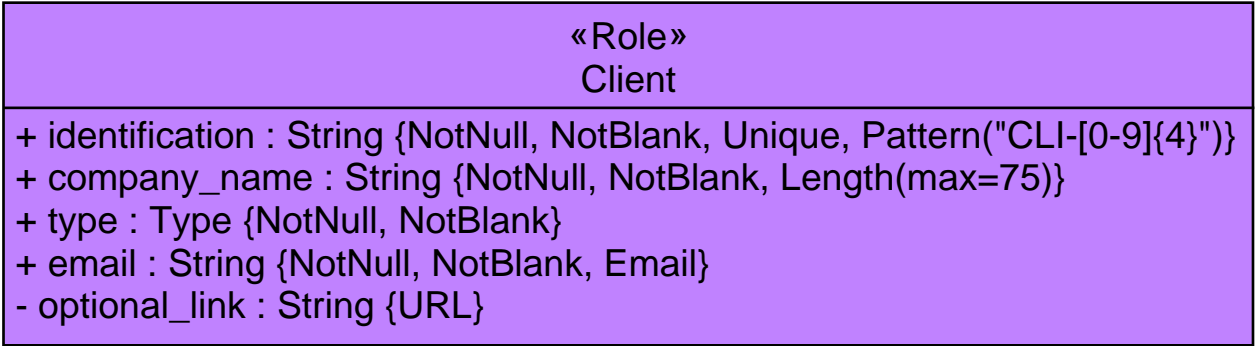 «Role»
Client
+ identification : String {NotNull, NotBlank, Unique, Pattern("CLI-[0-9]{4}")}
+ company_name : String {NotNull, NotBlank, Length(max=75)}
+ type : Type {NotNull, NotBlank}
+ email : String {NotNull, NotBlank, Email}
- optional_link : String {URL}